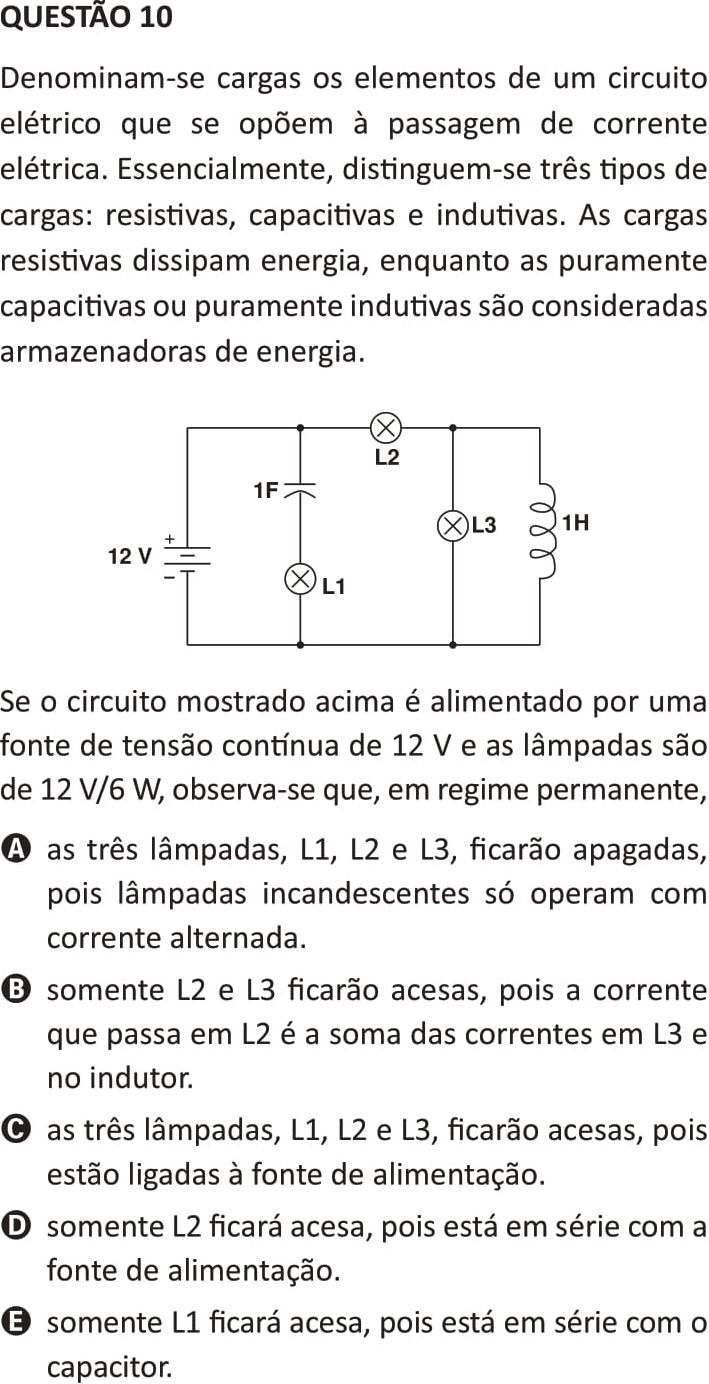 QUESTÃO 10
Denominam-se cargas os elementos de um circuito
elétrico que se opõem à passagem de corrente
elétrica. Essencialmente, distinguem-se três tipos de
cargas: resistivas, capacitivas e indutivas. As cargas
resistivas dissipam energia, enquanto as puramente
capacitivas ou puramente indutivas são consideradas
armazenadoras de energia.
L2
1F
L3
1H
+
12 V
–
L1
Se o circuito mostrado acima é alimentado por uma
fonte de tensão contínua de 12 V e as lâmpadas são
de 12 V/6 W, observa-se que, em regime permanente,
A as três lâmpadas, L1, L2 e L3, ficarão apagadas,
pois lâmpadas incandescentes só operam com
corrente alternada.
B somente L2 e L3 ficarão acesas, pois a corrente
que passa em L2 é a soma das correntes em L3 e
no indutor.
C as três lâmpadas, L1, L2 e L3, ficarão acesas, pois
estão ligadas à fonte de alimentação.
D somente L2 ficará acesa, pois está em série com a
fonte de alimentação.
E somente L1 ficará acesa, pois está em série com o
capacitor.